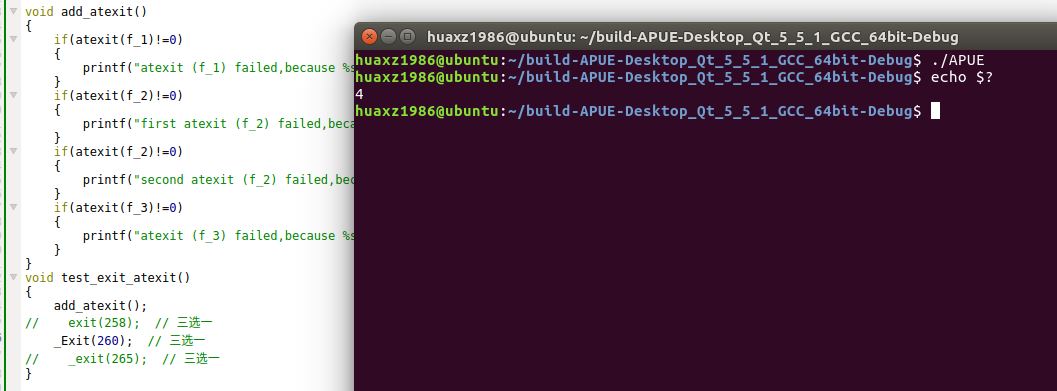 void add_atexit()
{
    if(atexit(f_1)!=0)
    {
        printf("atexit (f_1) failed,because %s
    }
    if(atexit(f_2)!=0)
    {
        printf("first atexit (f_2) failed,beca
    }
    if(atexit(f_2)!=0)
    {
        printf("second atexit (f_2) failed,bec
    }
    if(atexit(f_3)!=0)
    {
        printf("atexit (f_3) failed,because %s
    }
}
void test_exit_atexit()
{
    add_atexit();
//    exit(258);  // 三选一
    _Exit(260);  // 三选一
//    _exit(265);  // 三选一
}
huaxz1986@ubuntu: ~/build-APUE-Desktop_Qt_5_5_1_GCC_64bit-Debug
huaxz1986@ubuntu:~/build-APUE-Desktop_Qt_5_5_1_GCC_64bit-Debug$ ./APUE
huaxz1986@ubuntu:~/build-APUE-Desktop_Qt_5_5_1_GCC_64bit-Debug$ echo $?
4
huaxz1986@ubuntu:~/build-APUE-Desktop_Qt_5_5_1_GCC_64bit-Debug$